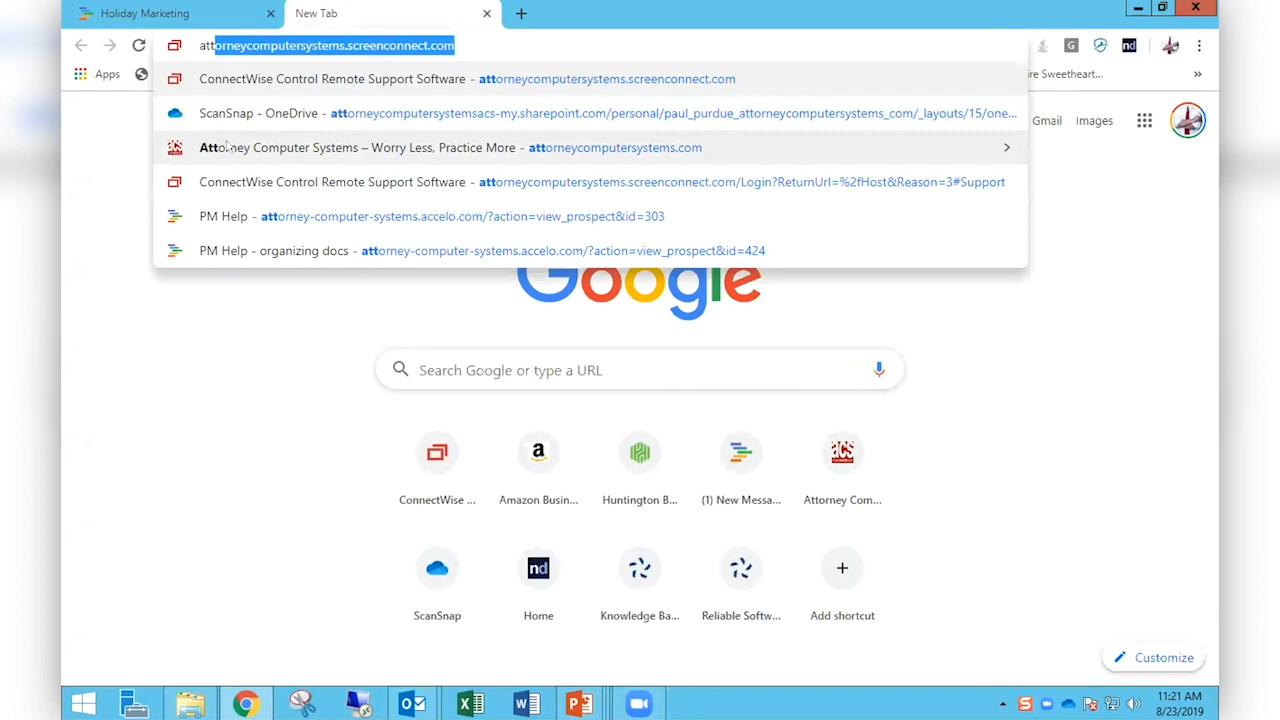 Holiday Marketing
New Tab
attorneycomputersystems.screenconnect.com
Apps
ire Sweetheart...
»
ConnectWise Control Remote Support Software - attorneycomputersystems.screenconnect.com
ScanSnap - OneDrive - attorneycomputersystemsacs-my.sharepoint.com/personal/paul_purdue_attorneycomputersystems_com/_layouts/15/one...
Attorney Computer Systems – Worry Less, Practice More - attorneycomputersystems.com
ConnectWise Control Remote Support Software - attorneycomputersystems.screenconnect.com/Login?ReturnUrl=%2fHost&Reason=3#Support
PM Help - attorney-computer-systems.accelo.com/?action=view_prospect&id=303
PM Help - organizing docs - attorney-computer-systems.accelo.com/?action=view_prospect&id=424
Gmail Images
Google
Search Google or type a URL
ConnectWise ... Amazon Busin... Huntington B... (1) New Messa... Attorney Com...
ScanSnap Home Knowledge Ba... Reliable Softw... Add shortcut
Customize
11:21 AM
8/23/2019